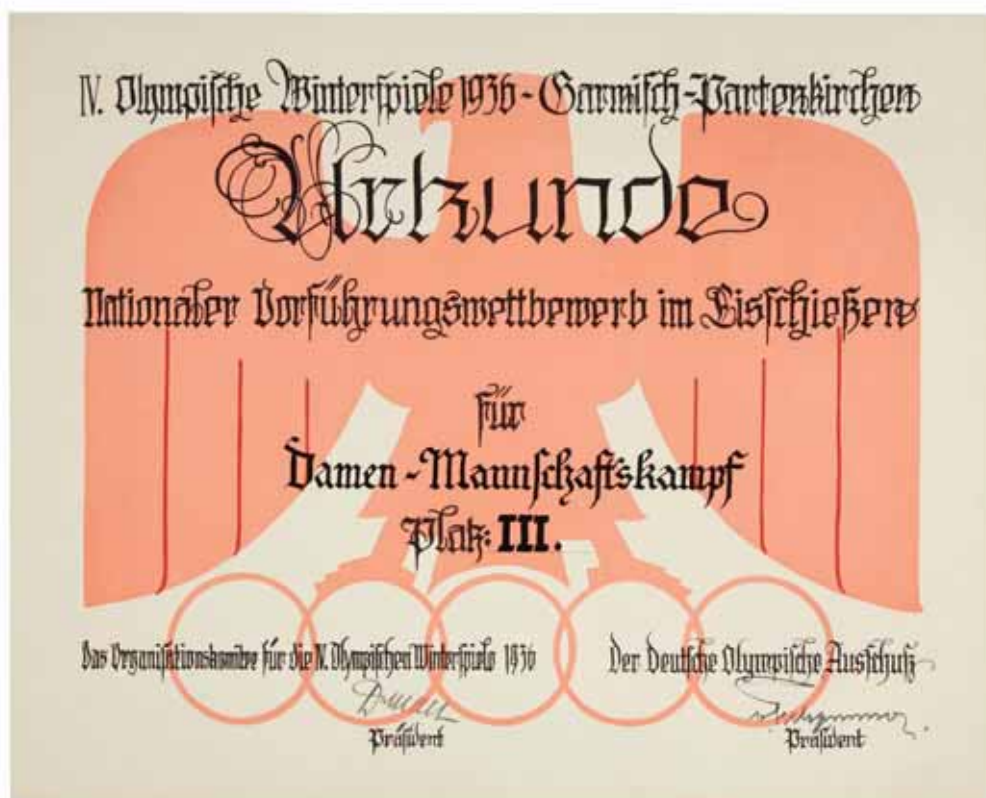 IV. Olympische Winterspiele 1936 - Garmisch-Partenkirchen
Urkunde
Nationaler Vorführungswettbewerb im Eisschießen
für
Damen - Mannschaftskampf
Platz: III.
Das Organisationskomitee für die IV. Olympischen Winterspiele 1936 Der Deutsche Olympische Ausschuß
Präsident Präsident